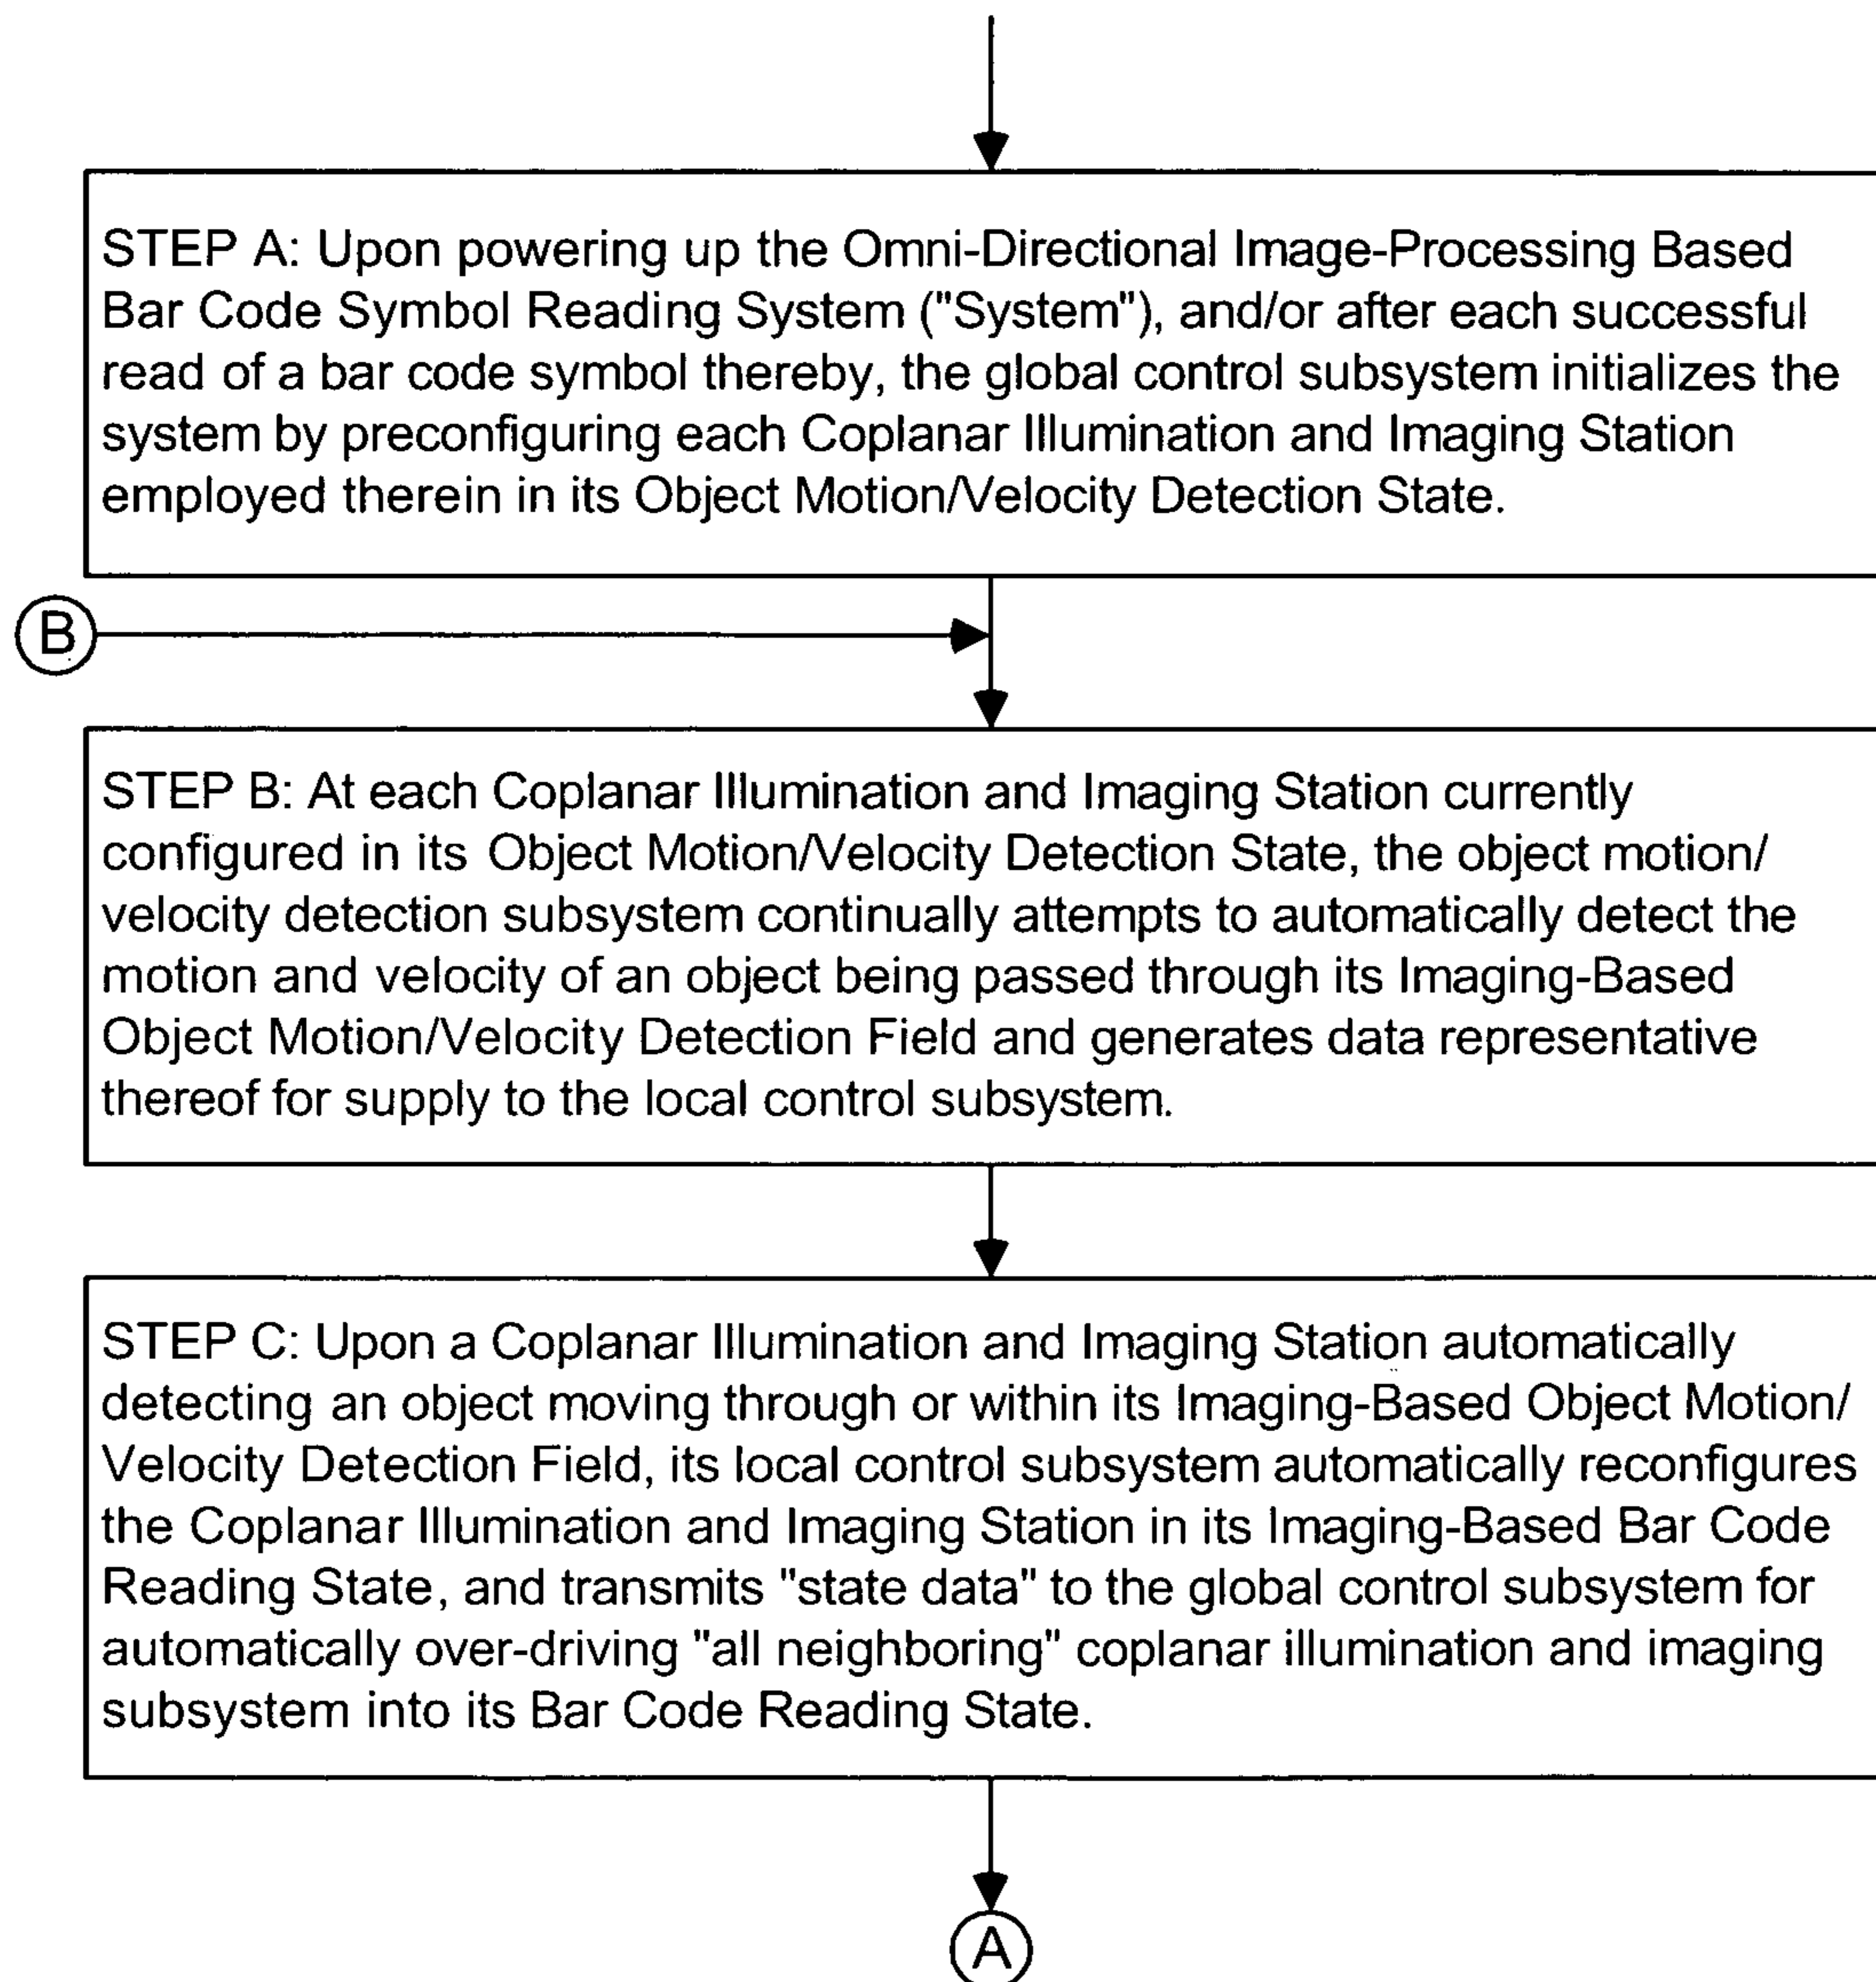 STEP A: Upon powering up the Omni-Directional Image-Processing Based
Bar Code Symbol Reading System ("System"), and/or after each successful
read of a bar code symbol thereby, the global control subsystem initializes the
system by preconfiguring each Coplanar Illumination and Imaging Station
employed therein in its Object Motion/Velocity Detection State.
B
STEP B: At each Coplanar Illumination and Imaging Station currently
configured in its Object Motion/Velocity Detection State, the object motion/
velocity detection subsystem continually attempts to automatically detect the
motion and velocity of an object being passed through its Imaging-Based
Object Motion/Velocity Detection Field and generates data representative
thereof for supply to the local control subsystem.
STEP C: Upon a Coplanar Illumination and Imaging Station automatically
detecting an object moving through or within its Imaging-Based Object Motion/
Velocity Detection Field, its local control subsystem automatically reconfigures
the Coplanar Illumination and Imaging Station in its Imaging-Based Bar Code
Reading State, and transmits "state data" to the global control subsystem for
automatically over-driving "all neighboring" coplanar illumination and imaging
subsystem into its Bar Code Reading State.
A